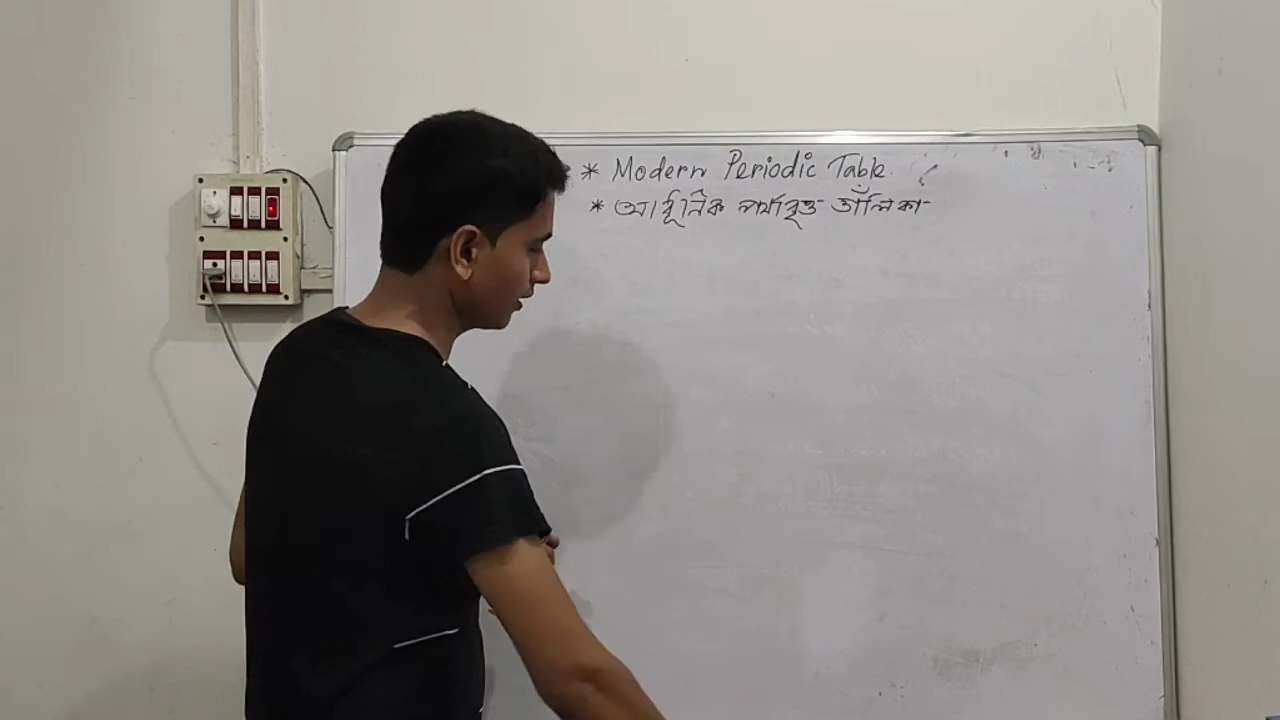 * Modern Periodic Table.
* আধুনিক পর্যাবৃত্ত তালিকা